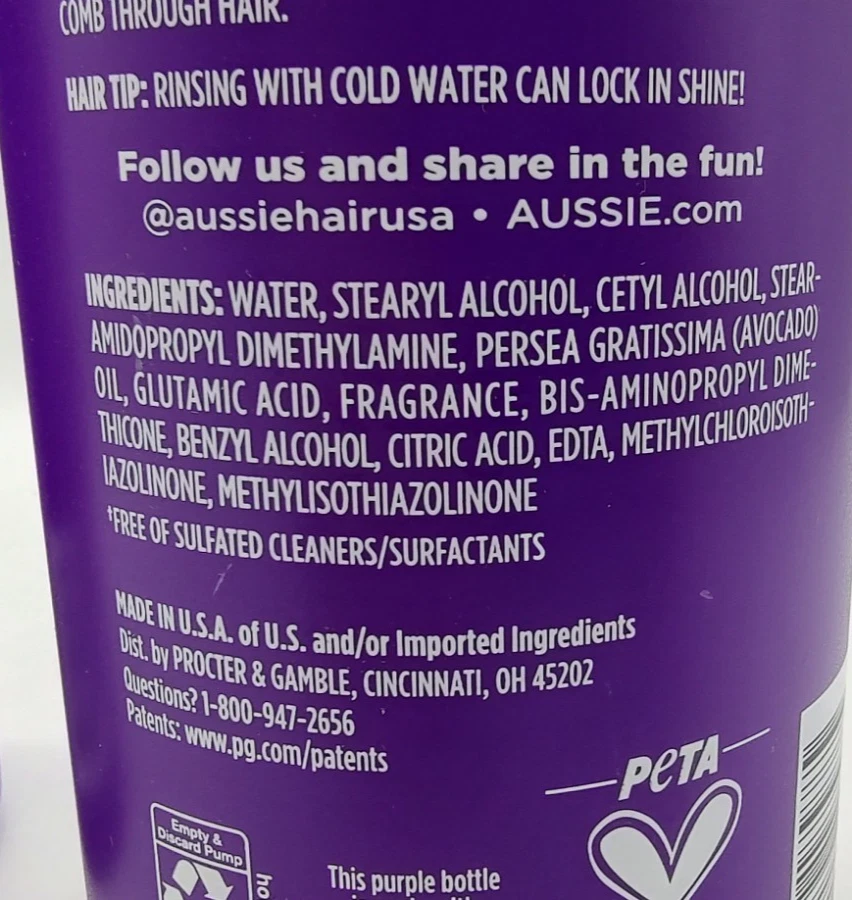 COMB THROUGH HAIR.
HAIR TIP: RINSING WITH COLD WATER CAN LOCK IN SHINE!
Follow us and share in the fun!
@aussiehairusa • AUSSIE.com
INGREDIENTS: WATER, STEARYL ALCOHOL, CETYL ALCOHOL, STEAR-
AMIDOPROPYL DIMETHYLAMINE, PERSEA GRATISSIMA (AVOCADO)
OIL, GLUTAMIC ACID, FRAGRANCE, BIS-AMINOPROPYL DIME-
THICONE, BENZYL ALCOHOL, CITRIC ACID, EDTA, METHYLCHLOROISOTH-
IAZOLINONE, METHYLISOTHIAZOLINONE
†FREE OF SULFATED CLEANERS/SURFACTANTS
MADE IN U.S.A. of U.S. and/or Imported Ingredients
Dist. by PROCTER & GAMBLE, CINCINNATI, OH 45202
Questions? 1-800-947-2656
Patents: www.pg.com/patents
PETA
Empty &
Discard Pump
This purple bottle